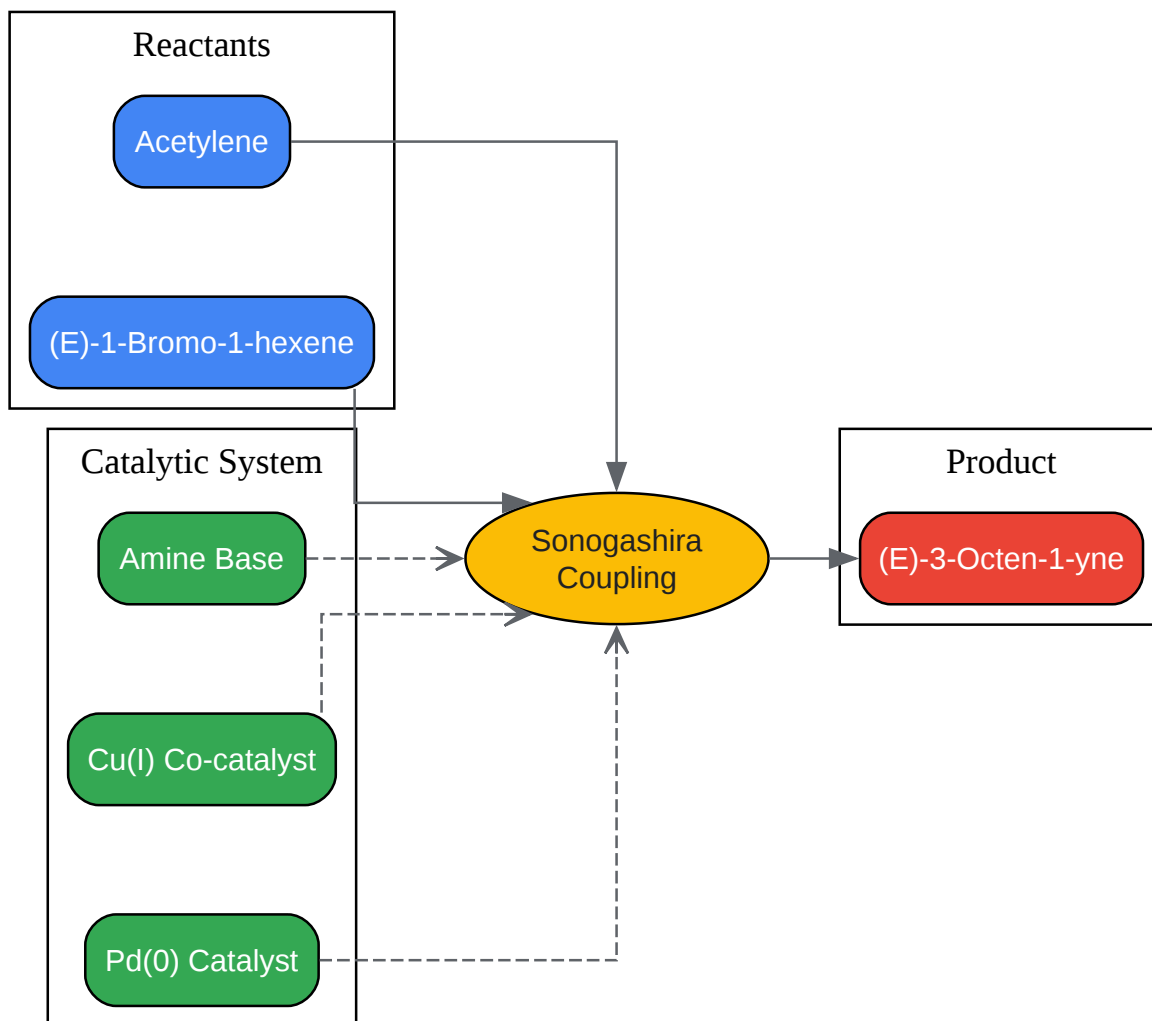 Reactants
Acetylene
(E)-1-Bromo-1-hexene
Catalytic System
Amine Base
Cu(I) Co-catalyst
Pd(0) Catalyst
Sonogashira
Coupling
Product
(E)-3-Octen-1-yne